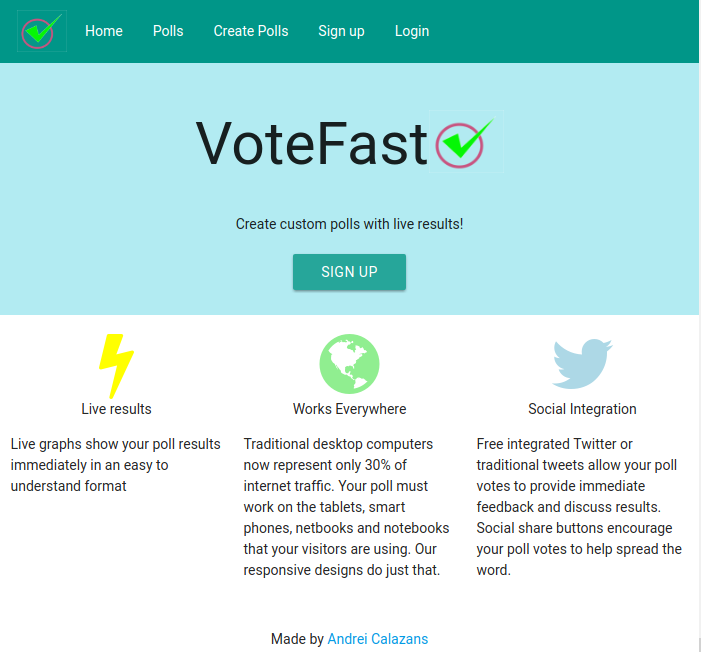 Home Polls Create Polls Sign up Login
VoteFast
Create custom polls with live results!
SIGN UP
Live results
Live graphs show your poll results
immediately in an easy to
understand format
Works Everywhere
Traditional desktop computers
now represent only 30% of
internet traffic. Your poll must
work on the tablets, smart
phones, netbooks and notebooks
that your visitors are using. Our
responsive designs do just that.
Social Integration
Free integrated Twitter or
traditional tweets allow your poll
votes to provide immediate
feedback and discuss results.
Social share buttons encourage
your poll votes to help spread the
word.
Made by Andrei Calazans